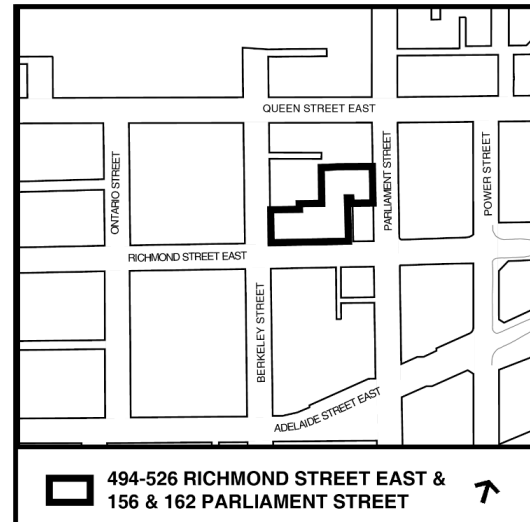 QUEEN STREET EAST
ONTARIO STREET
PARLIAMENT STREET
POWER STREET
RICHMOND STREET EAST
BERKELEY STREET
ADELAIDE STREET EAST
494-526 RICHMOND STREET EAST &
156 & 162 PARLIAMENT STREET